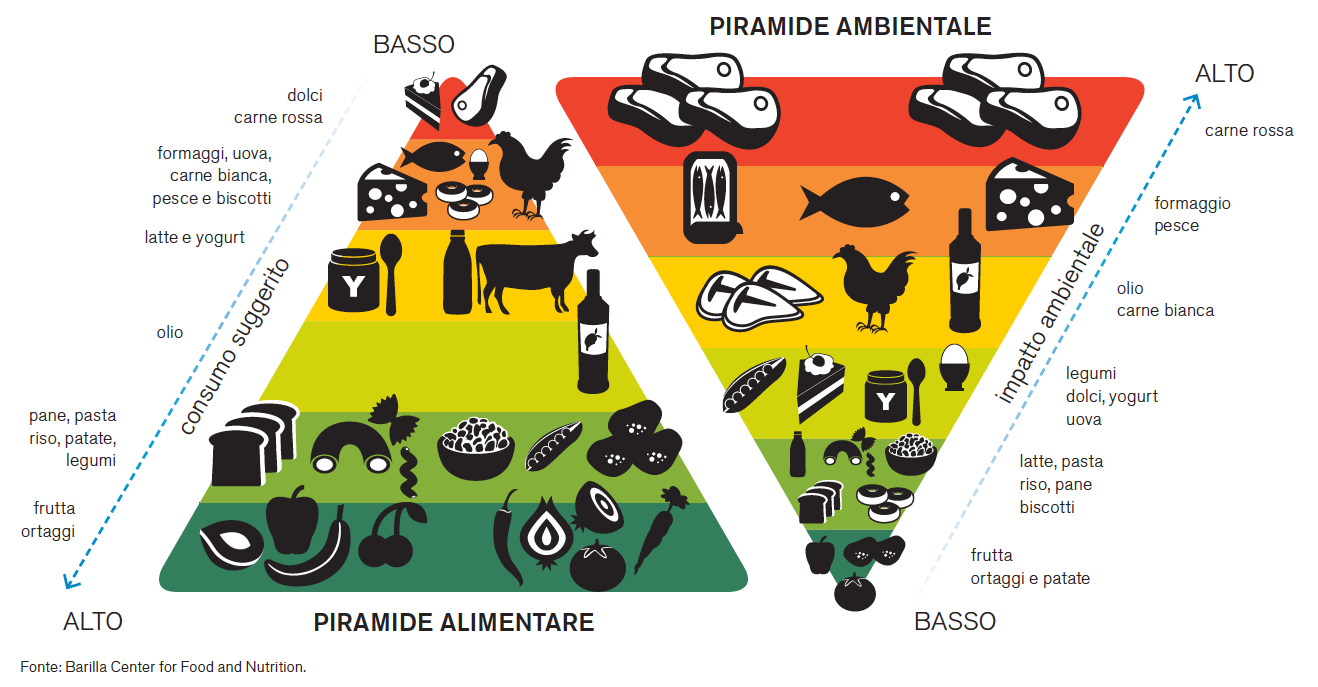 PIRAMIDE AMBIENTALE
BASSO
dolci
carne rossa
formaggi, uova,
carne bianca,
pesce e biscotti
latte e yogurt
olio
pane, pasta
riso, patate,
legumi
frutta
ortaggi
consumo suggerito
ALTO
Y
PIRAMIDE ALIMENTARE
ALTO
carne rossa
formaggio
pesce
olio
carne bianca
legumi
dolci, yogurt
uova
latte, pasta
riso, pane
biscotti
frutta
ortaggi e patate
impatto ambientale
Y
BASSO
Fonte: Barilla Center for Food and Nutrition.